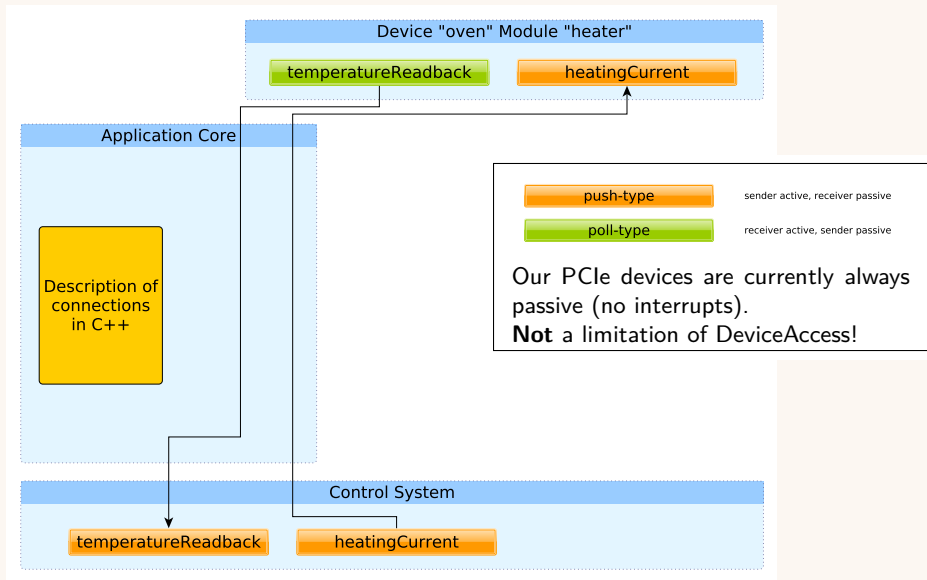 Device "oven" Module "heater"
temperatureReadback
heatingCurrent
Application Core
Description of
connections
in C++
push-type
sender active, receiver passive
poll-type
receiver active, sender passive
Our PCIe devices are currently always
passive (no interrupts).
Not a limitation of DeviceAccess!
Control System
temperatureReadback
heatingCurrent